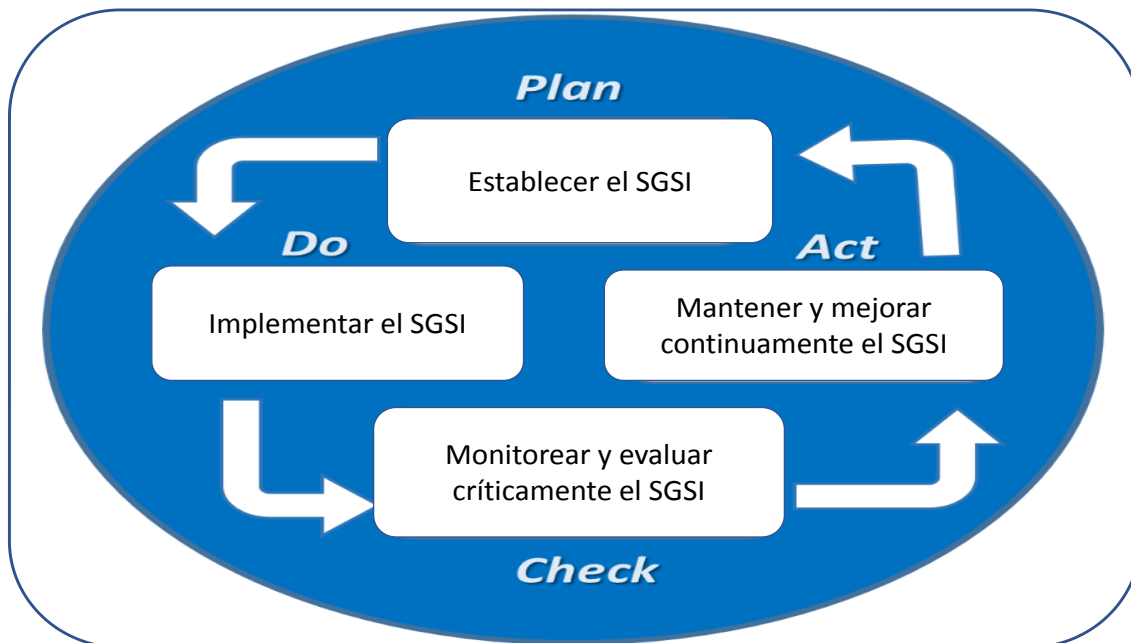 Plan
Establecer el SGSI
Do
Act
Implementar el SGSI
Mantener y mejorar
continuamente el SGSI
Monitorear y evaluar
críticamente el SGSI
Check